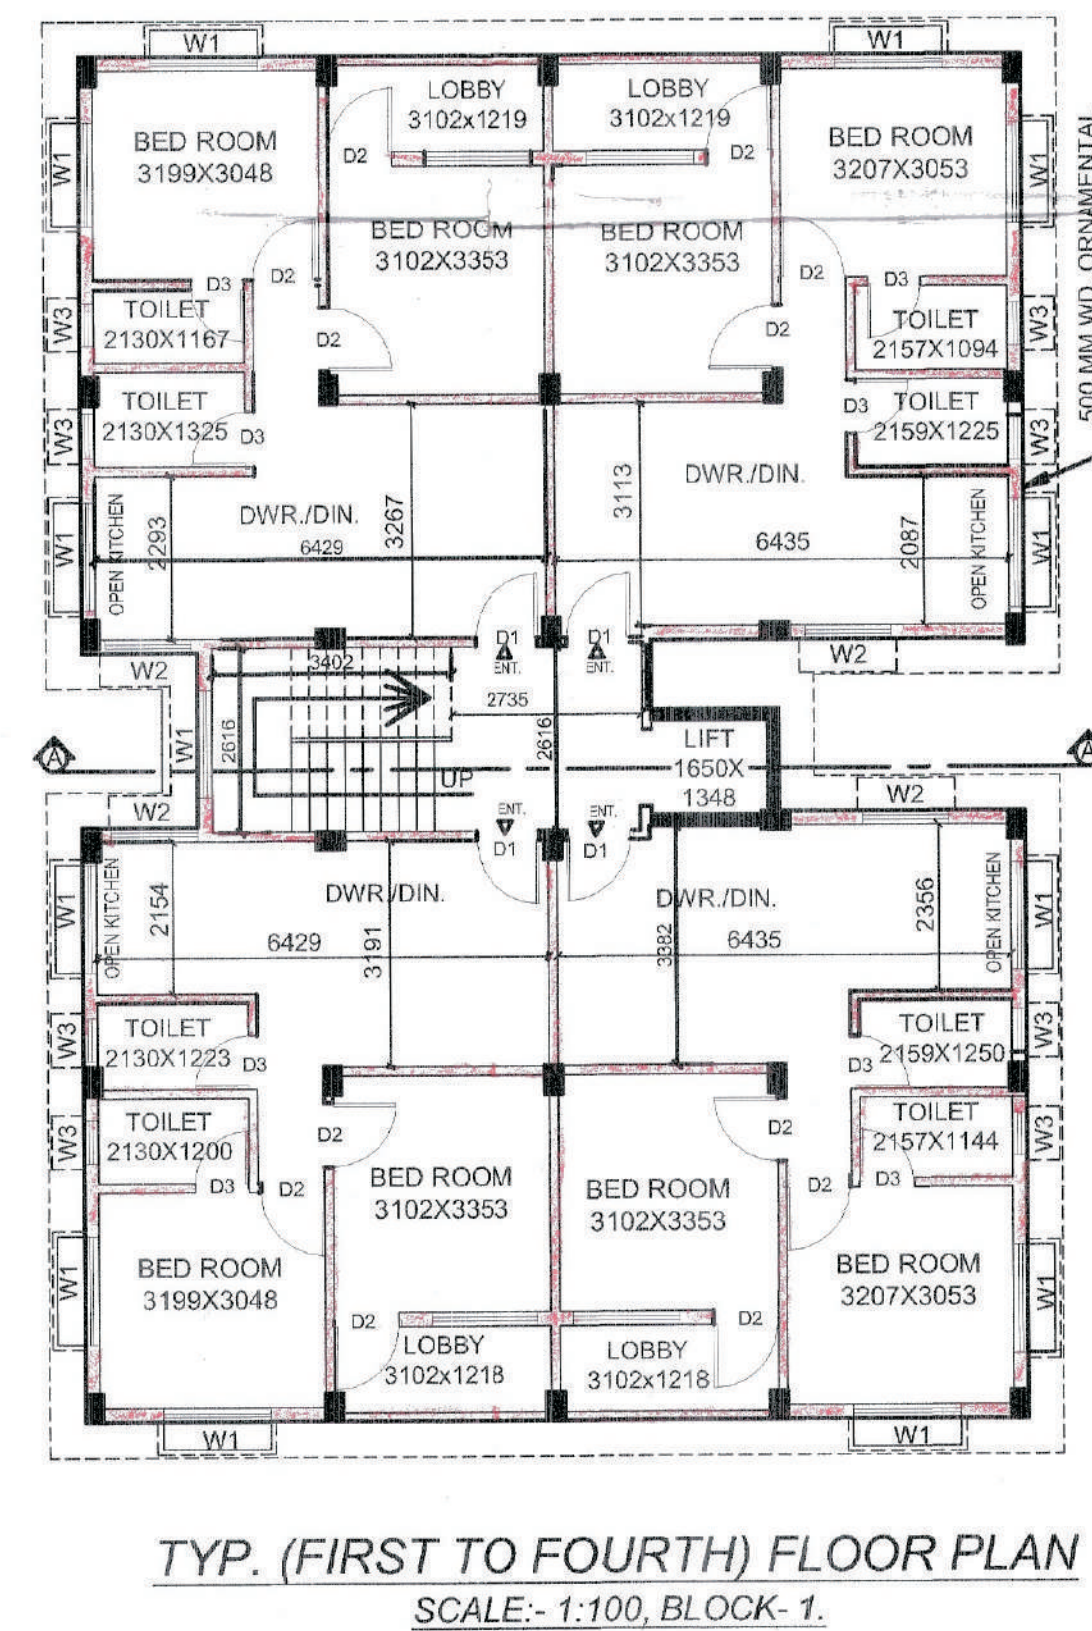 W1
W1
LOBBY
3102x1219
LOBBY
3102x1219
BED ROOM
3199X3048
BED ROOM
3207X3053
W1
W1
D2
D2
BED ROOM
3102X3353
BED ROOM
3102X3353
500 MM WD. ORNAMENTAL
D3
D2
D2
D3
TOILET
2130X1167
TOILET
2157X1094
W3
W3
D2
D2
TOILET
2130X1325
D3
D3
TOILET
2159X1225
W3
W3
DWR./DIN.
6429
DWR./DIN.
6435
OPEN KITCHEN
2293
3267
3113
2087
OPEN KITCHEN
W1
W1
D1
ENT.
D1
ENT.
W2
W2
3402
2735
2616
2616
W1
LIFT
1650X
1348
A
A
UP
W2
W2
ENT.
D1
ENT.
D1
OPEN KITCHEN
2154
DWR./DIN.
6429
3191
DWR./DIN.
6435
3382
2356
OPEN KITCHEN
W1
W1
TOILET
2130X1223
D3
D3
TOILET
2159X1250
W3
W3
TOILET
2130X1200
TOILET
2157X1144
W3
W3
D2
D2
D3
D2
D2
D3
BED ROOM
3102X3353
BED ROOM
3102X3353
BED ROOM
3199X3048
BED ROOM
3207X3053
W1
W1
D2
D2
LOBBY
3102x1218
LOBBY
3102x1218
W1
W1
TYP. (FIRST TO FOURTH) FLOOR PLAN
SCALE:- 1:100, BLOCK- 1.